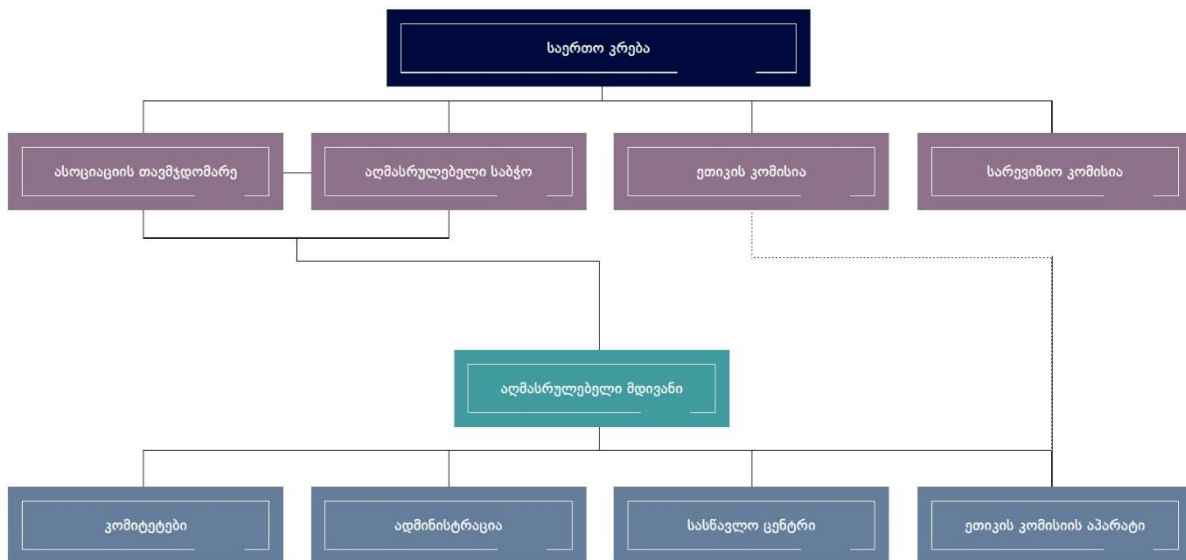 საერთო კრება
ასოციაციის თავმჯდომარე
აღმასრულებელი საბჭო
ეთიკის კომისია
სარევიზიო კომისია
აღმასრულებელი მდივანი
კომიტეტები
ადმინისტრაცია
სასწავლო ცენტრი
ეთიკის კომისიის აპარატი